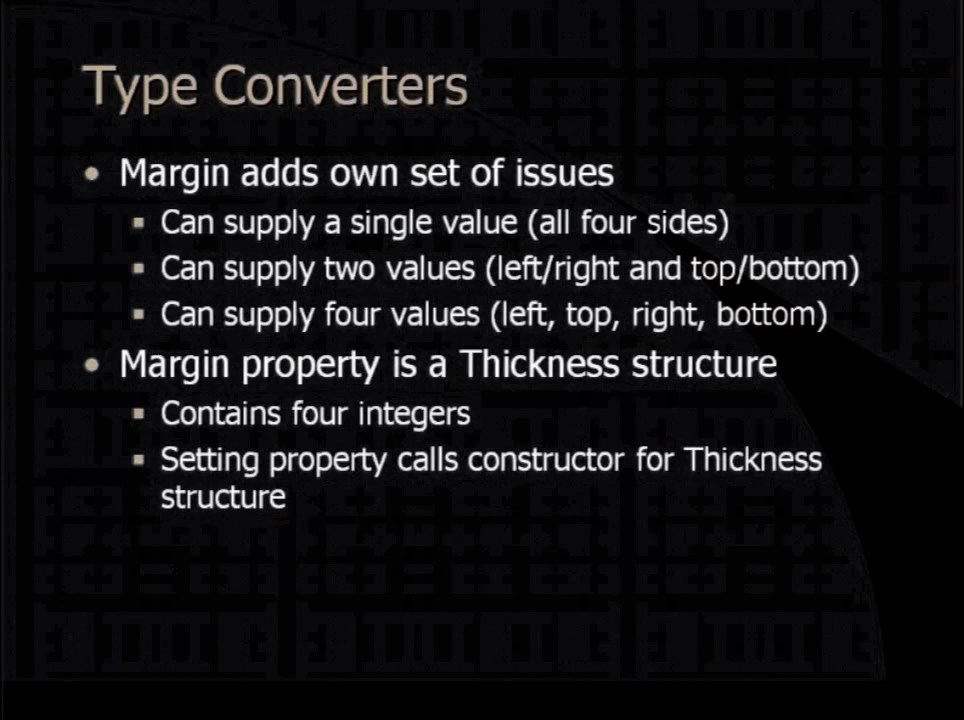 Type Converters
• Margin adds own set of issues
▪ Can supply a single value (all four sides)
▪ Can supply two values (left/right and top/bottom)
▪ Can supply four values (left, top, right, bottom)
• Margin property is a Thickness structure
▪ Contains four integers
▪ Setting property calls constructor for Thickness
structure